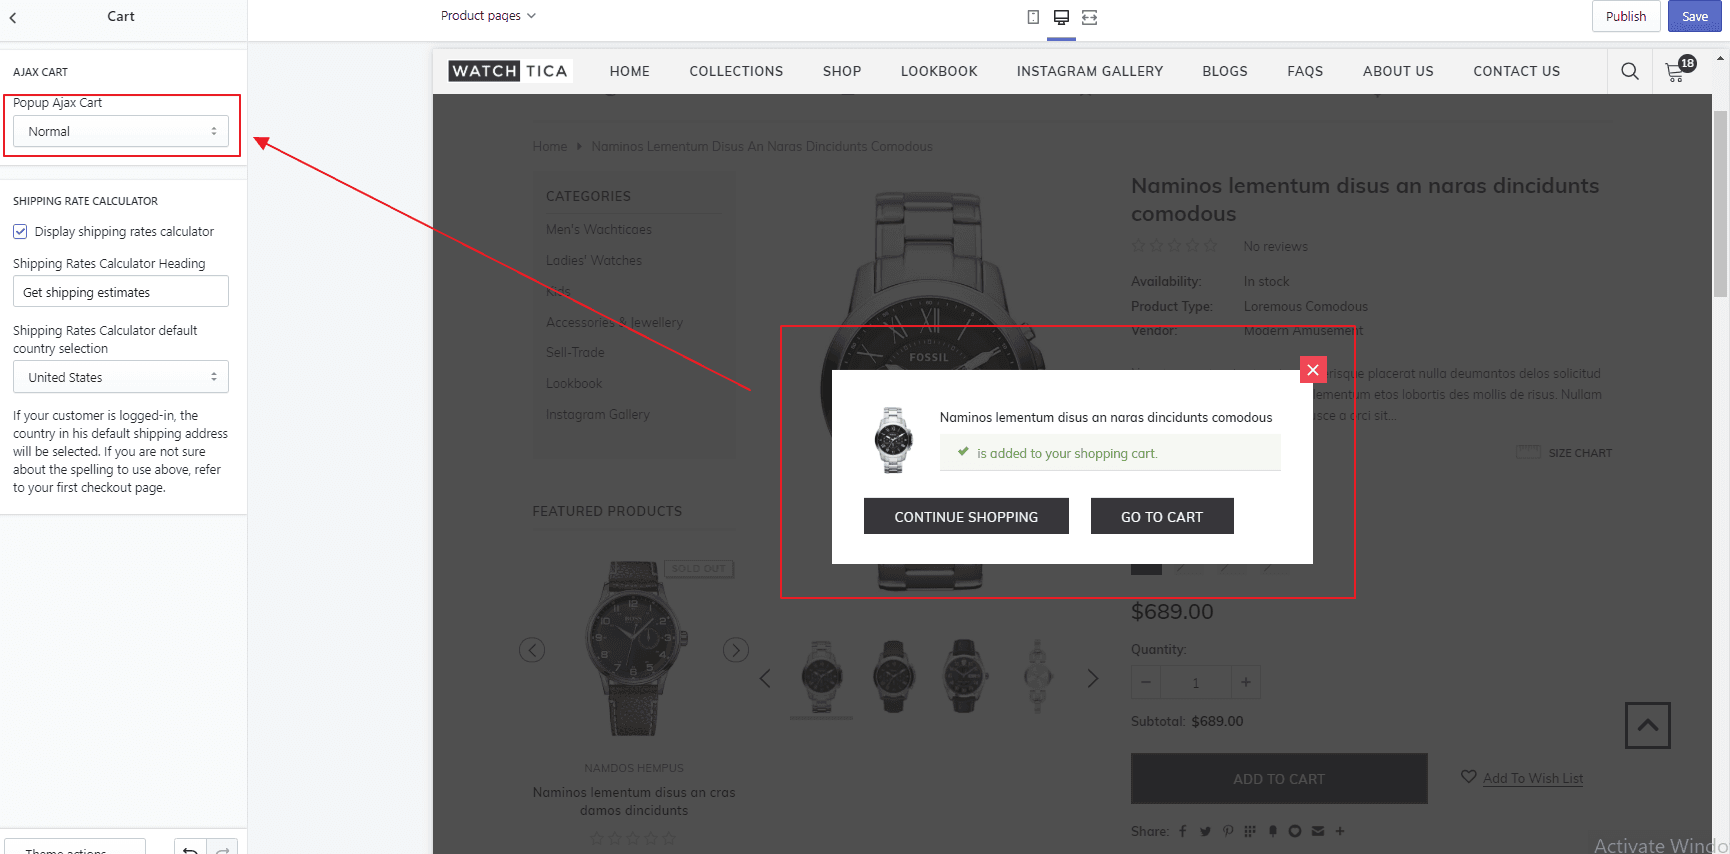 Cart
Product pages
Publish
Save
AJAX CART
Popup Ajax Cart
Normal
SHIPPING RATE CALCULATOR
Display shipping rates calculator
Shipping Rates Calculator Heading
Get shipping estimates
Shipping Rates Calculator default
country selection
United States
If your customer is logged-in, the
country in his default shipping address
will be selected. If you are not sure
about the spelling to use above, refer
to your first checkout page.
Theme actions
WATCH TICA
HOME
COLLECTIONS
SHOP
LOOKBOOK
INSTAGRAM GALLERY
BLOGS
FAQS
ABOUT US
CONTACT US
18
Home
Naminos Lementum Disus An Naras Dincidunts Comodous
CATEGORIES
Men's Wachticaes
Ladies' Watches
Kids
Accessories & Jewellery
Sell-Trade
Lookbook
Instagram Gallery
FEATURED PRODUCTS
SOLD OUT
NAMDOS HEMPUS
Naminos lementum disus an cras
damos dincidunts
FOSSIL
Naminos lementum disus an naras dincidunts
comodous
No reviews
Availability: In stock
Product Type: Loremous Comodous
Vendor: Modern Amusement
placerat nulla deumantos delos solicitud
etos lobortis des mollis de risus. Nullam
a orci sit...
SIZE CHART
Naminos lementum disus an naras dincidunts comodous
is added to your shopping cart.
CONTINUE SHOPPING
GO TO CART
$689.00
Quantity:
− 1 +
Subtotal: $689.00
ADD TO CART
Add To Wish List
Share:
Activate Windo